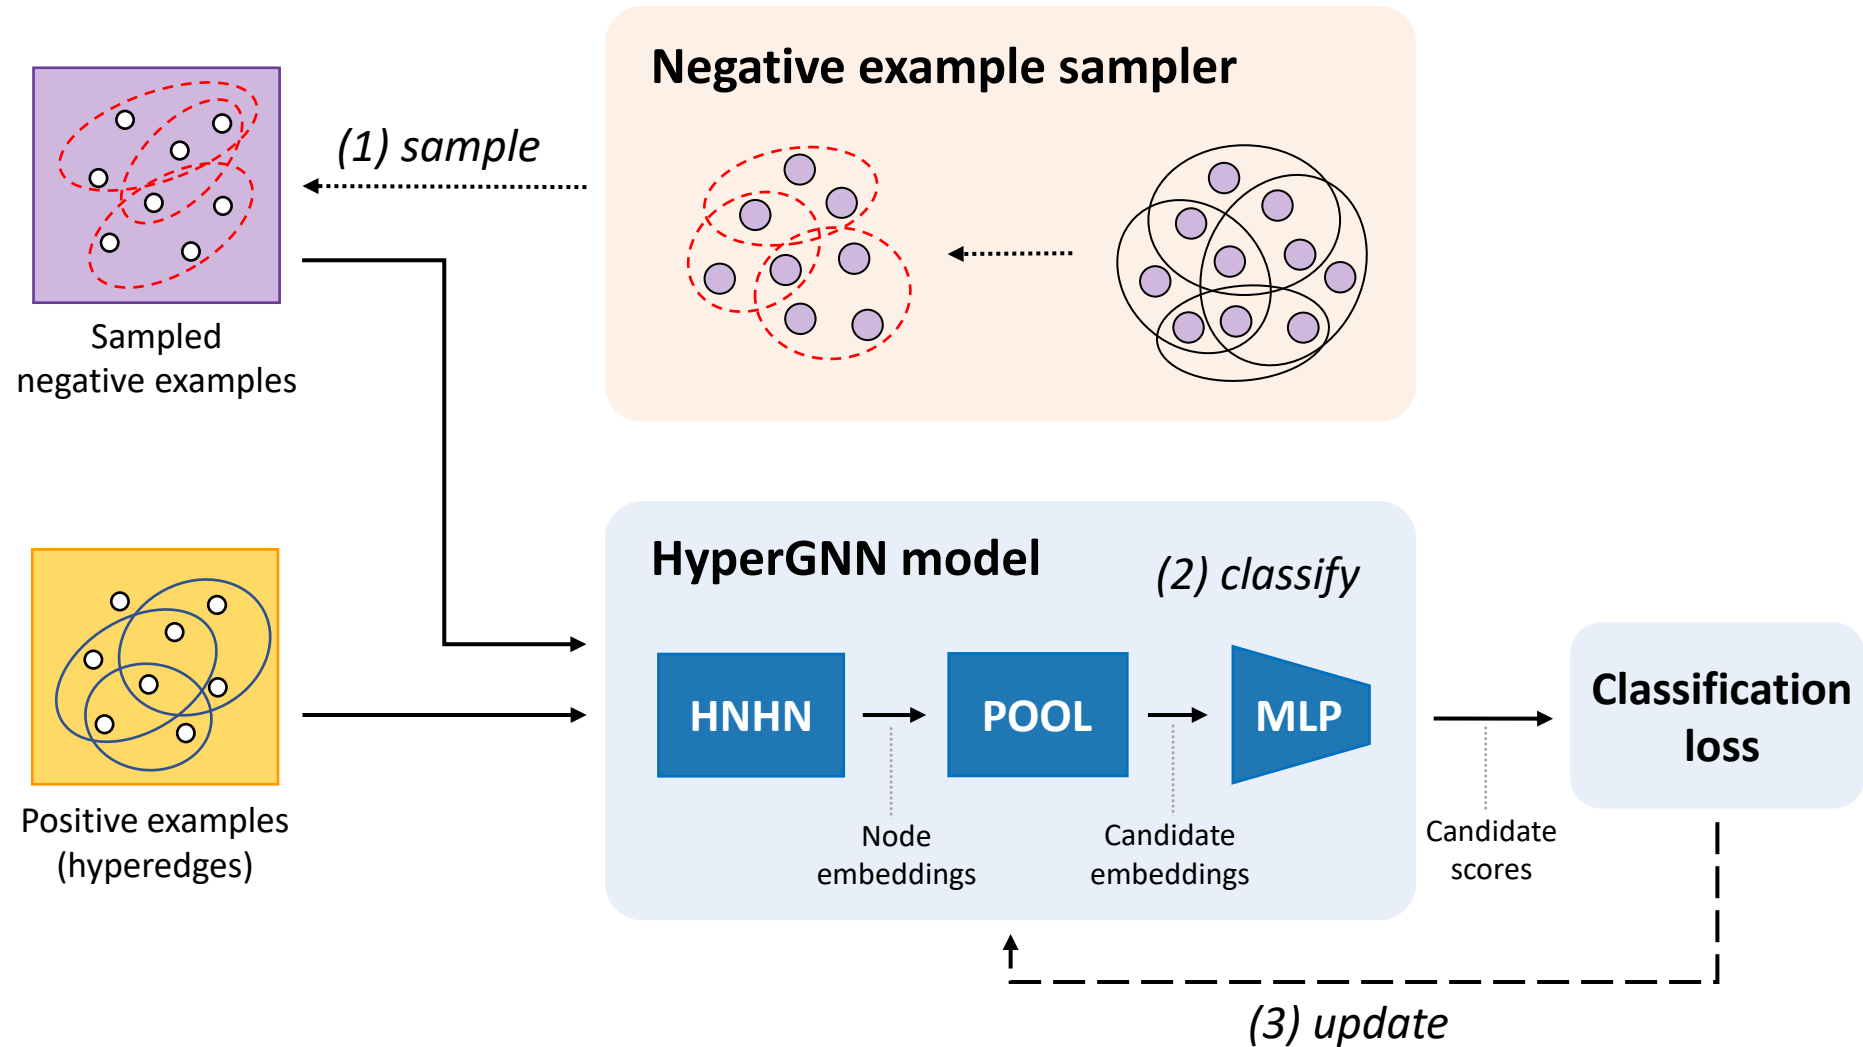 Negative example sampler
(1) sample
Sampled
negative examples
HyperGNN model
(2) classify
HNHN
POOL
MLP
Classification
loss
Positive examples
(hyperedges)
Node
embeddings
Candidate
embeddings
Candidate
scores
(3) update